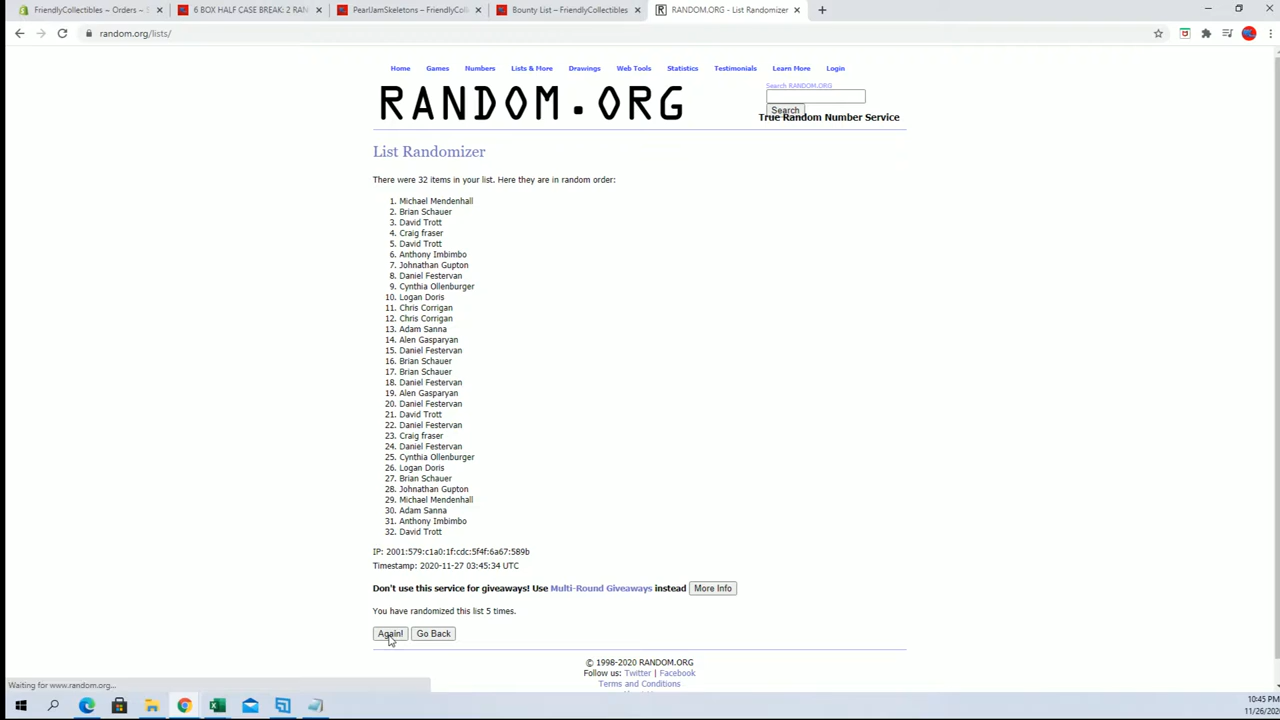 FriendlyCollectibles – Orders –
6 BOX HALF CASE BREAK: 2 RAN
PearlJamSkeletons – FriendlyColl
Bounty List – FriendlyCollectibles
RANDOM.ORG - List Randomizer
random.org/lists/
Home Games Numbers Lists & More Drawings Web Tools Statistics Testimonials Learn More Login
Search RANDOM.ORG
RANDOM.ORG
Search
True Random Number Service
List Randomizer
There were 32 items in your list. Here they are in random order:
1. Michael Mendenhall
2. Brian Schauer
3. David Trott
4. Craig fraser
5. David Trott
6. Anthony Imbimbo
7. Johnathan Gupton
8. Daniel Festervan
9. Cynthia Ollenburger
10. Logan Doris
11. Chris Corrigan
12. Chris Corrigan
13. Adam Sanna
14. Alen Gasparyan
15. Daniel Festervan
16. Brian Schauer
17. Brian Schauer
18. Daniel Festervan
19. Alen Gasparyan
20. Daniel Festervan
21. David Trott
22. Daniel Festervan
23. Craig fraser
24. Daniel Festervan
25. Cynthia Ollenburger
26. Logan Doris
27. Brian Schauer
28. Johnathan Gupton
29. Michael Mendenhall
30. Adam Sanna
31. Anthony Imbimbo
32. David Trott
IP: 2001:579:c1a0:1f:cdc:5f4f:6a67:589b
Timestamp: 2020-11-27 03:45:34 UTC
Don't use this service for giveaways! Use Multi-Round Giveaways instead More Info
You have randomized this list 5 times.
Again! Go Back
© 1998-2020 RANDOM.ORG
Follow us: Twitter | Facebook
Terms and Conditions
Waiting for www.random.org...
10:45 PM
11/26/202